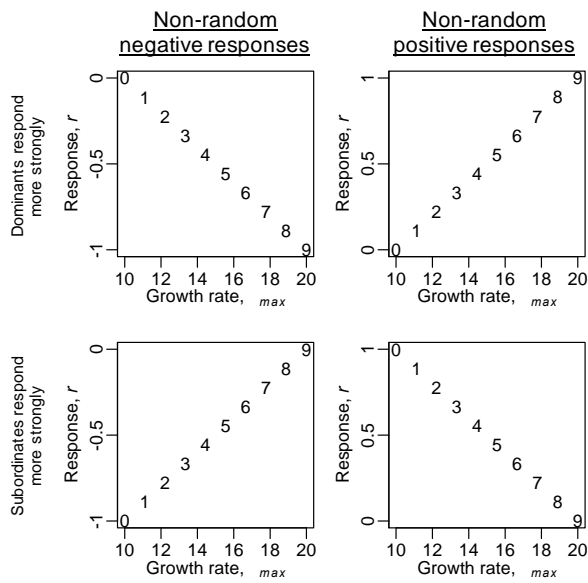 Non-random
negative responses
Non-random
positive responses
Dominants respond
more strongly
Response, r
0
-0.5
-1
0
1
2
3
4
5
6
7
8
9
10 12 14 16 18 20
Growth rate, max
Response, r
1
0.5
0
0
1
2
3
4
5
6
7
8
9
10 12 14 16 18 20
Growth rate, max
Subordinates respond
more strongly
Response, r
0
-0.5
-1
0
1
2
3
4
5
6
7
8
9
10 12 14 16 18 20
Growth rate, max
Response, r
1
0.5
0
0
1
2
3
4
5
6
7
8
9
10 12 14 16 18 20
Growth rate, max